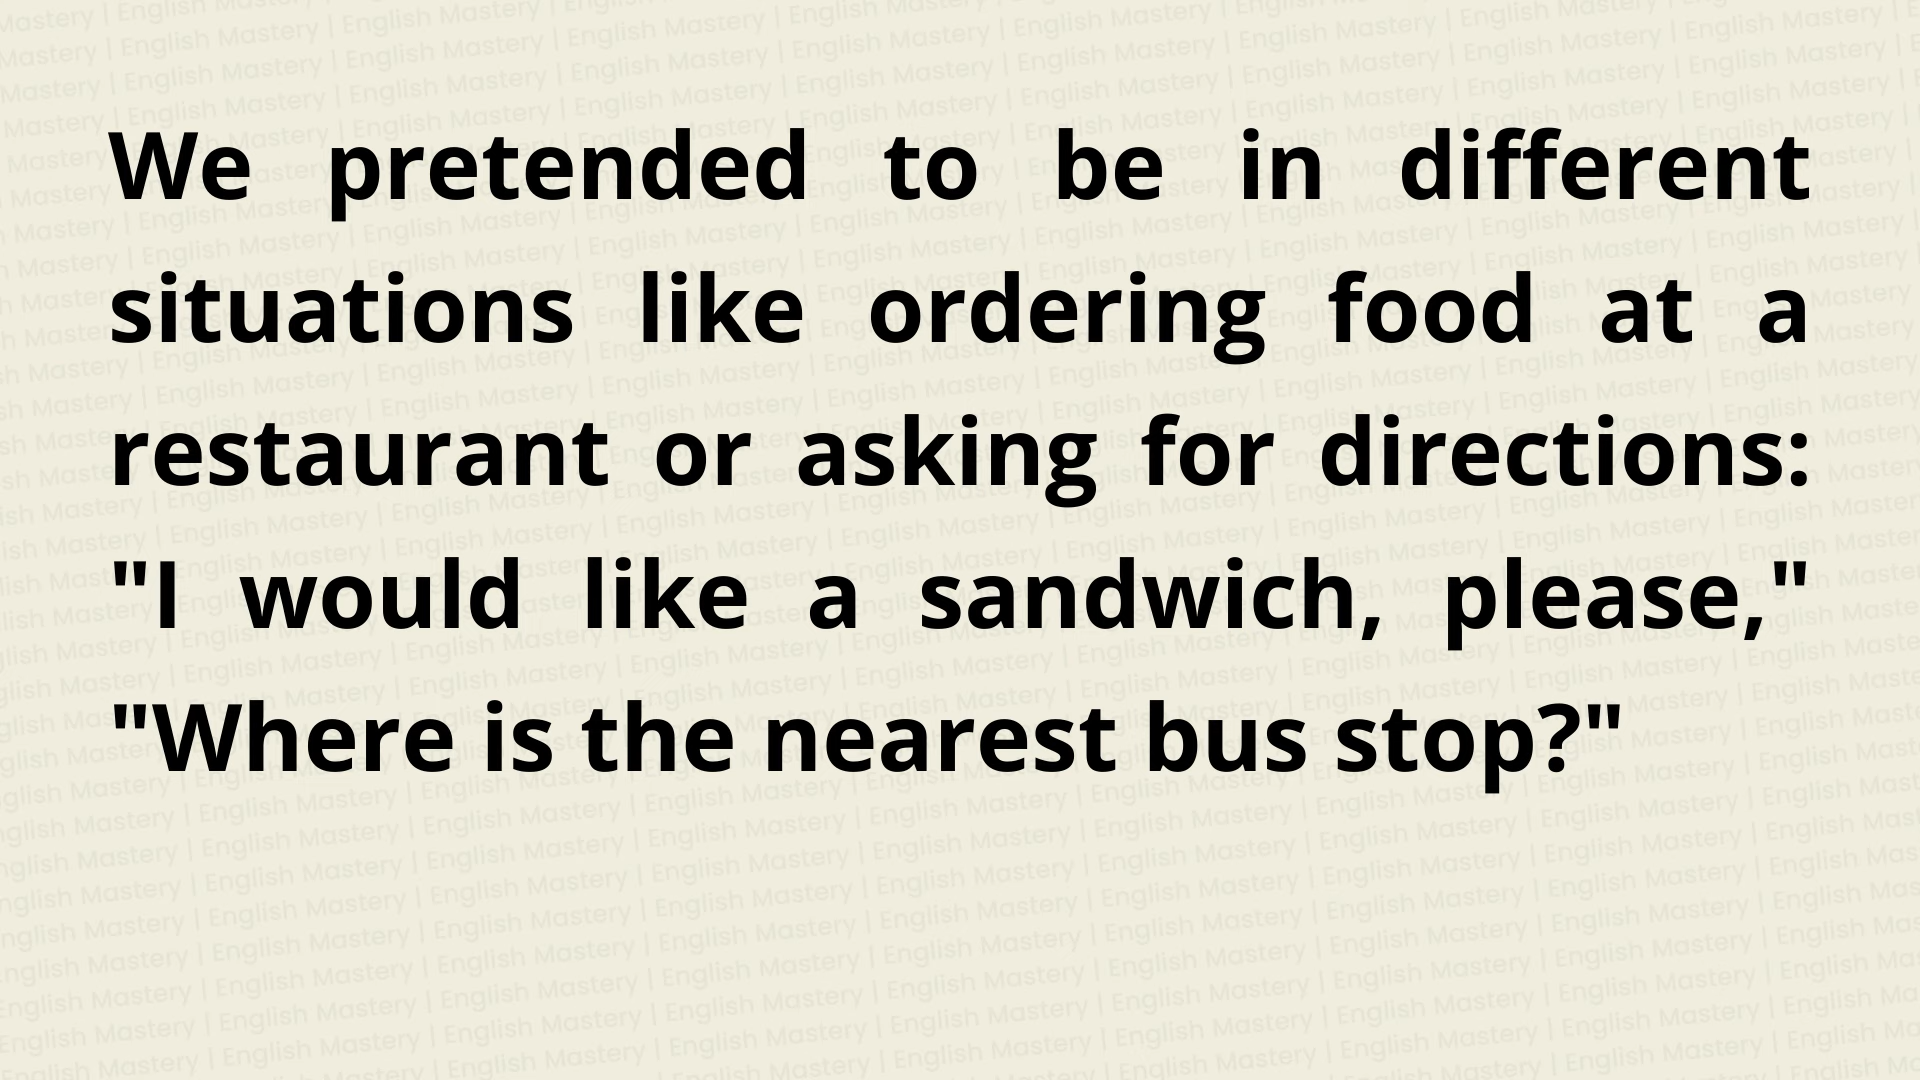 We pretended to be in different
situations like ordering food at a
restaurant or asking for directions:
"I would like a sandwich, please,"
"Where is the nearest bus stop?"